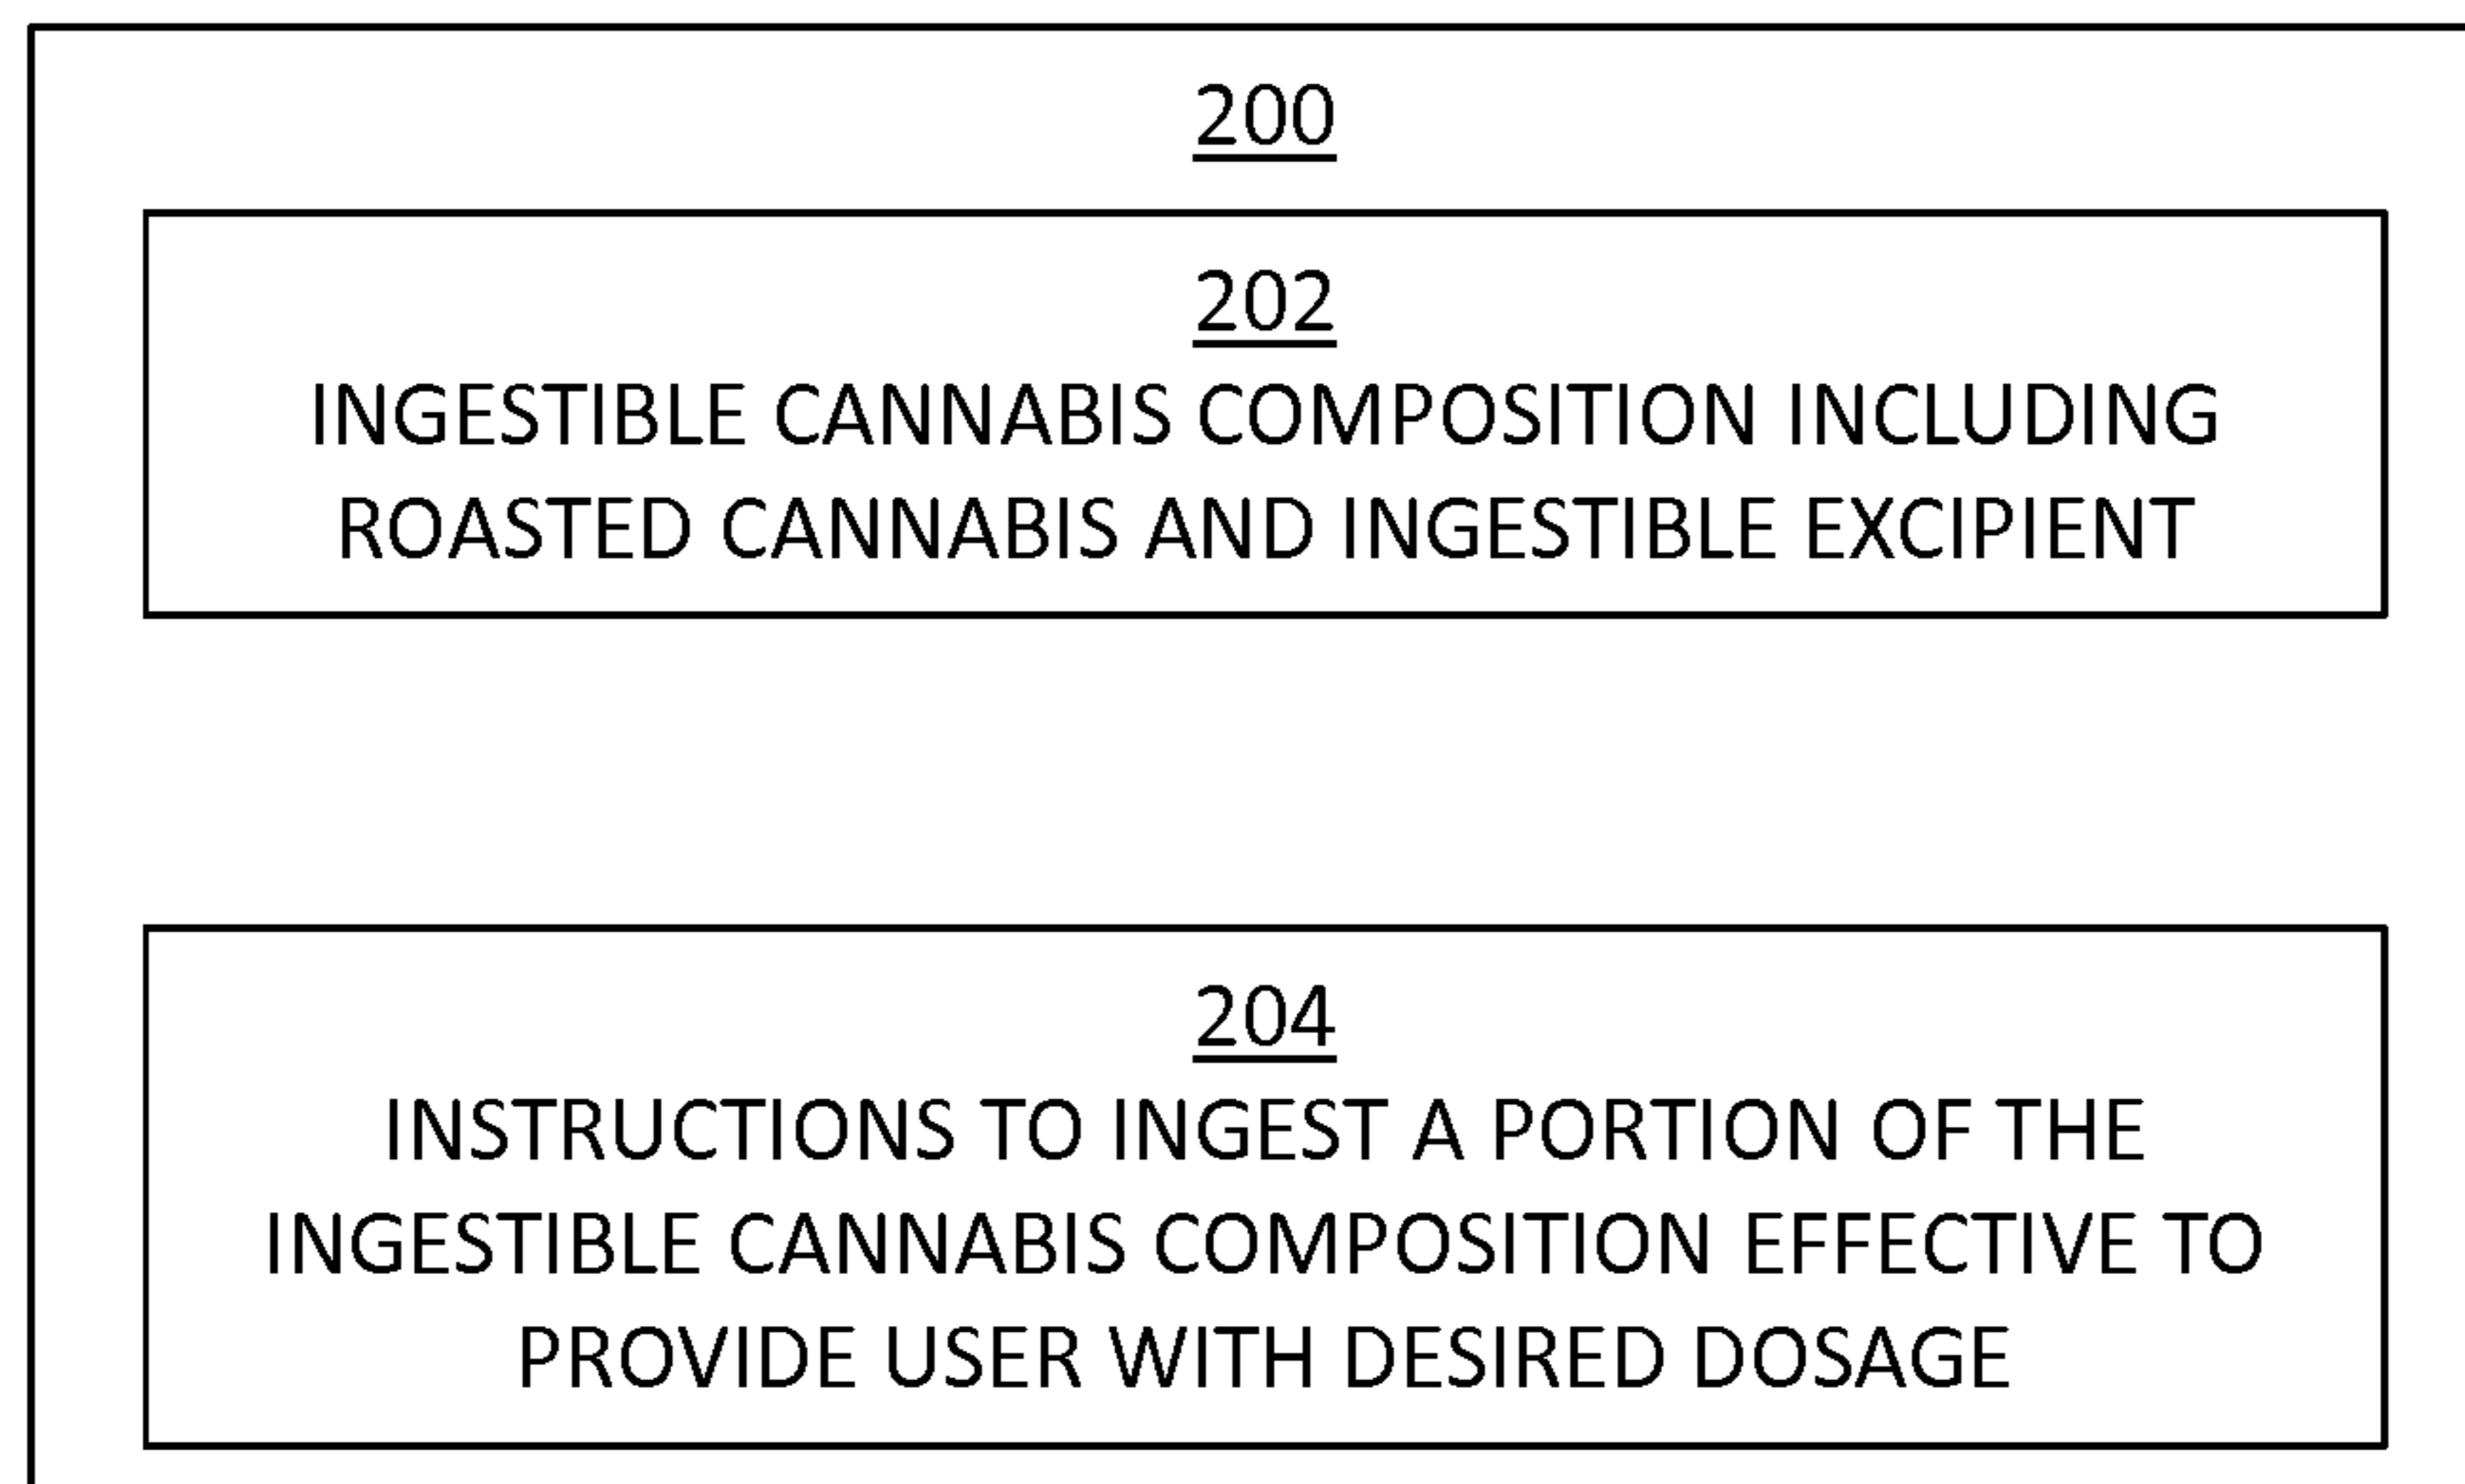 200
202
INGESTIBLE CANNABIS COMPOSITION INCLUDING
ROASTED CANNABIS AND INGESTIBLE EXCIPIENT
204
INSTRUCTIONS TO INGEST A PORTION OF THE
INGESTIBLE CANNABIS COMPOSITION EFFECTIVE TO
PROVIDE USER WITH DESIRED DOSAGE